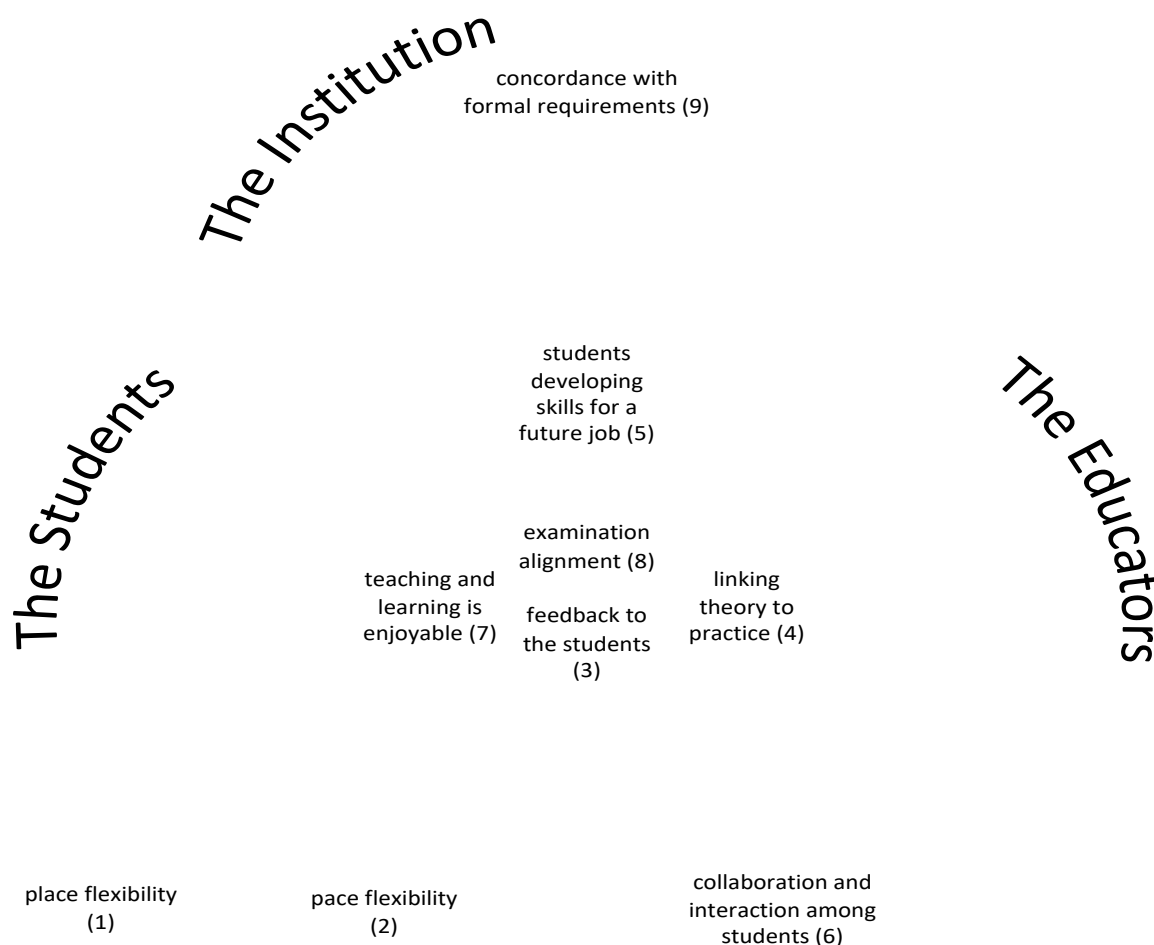 The Institution
concordance with
formal requirements (9)
The Students
students
developing
skills for a
future job (5)
The Educators
examination
alignment (8)
teaching and
learning is
enjoyable (7)
feedback to
the students
(3)
linking
theory to
practice (4)
place flexibility
(1)
pace flexibility
(2)
collaboration and
interaction among
students (6)